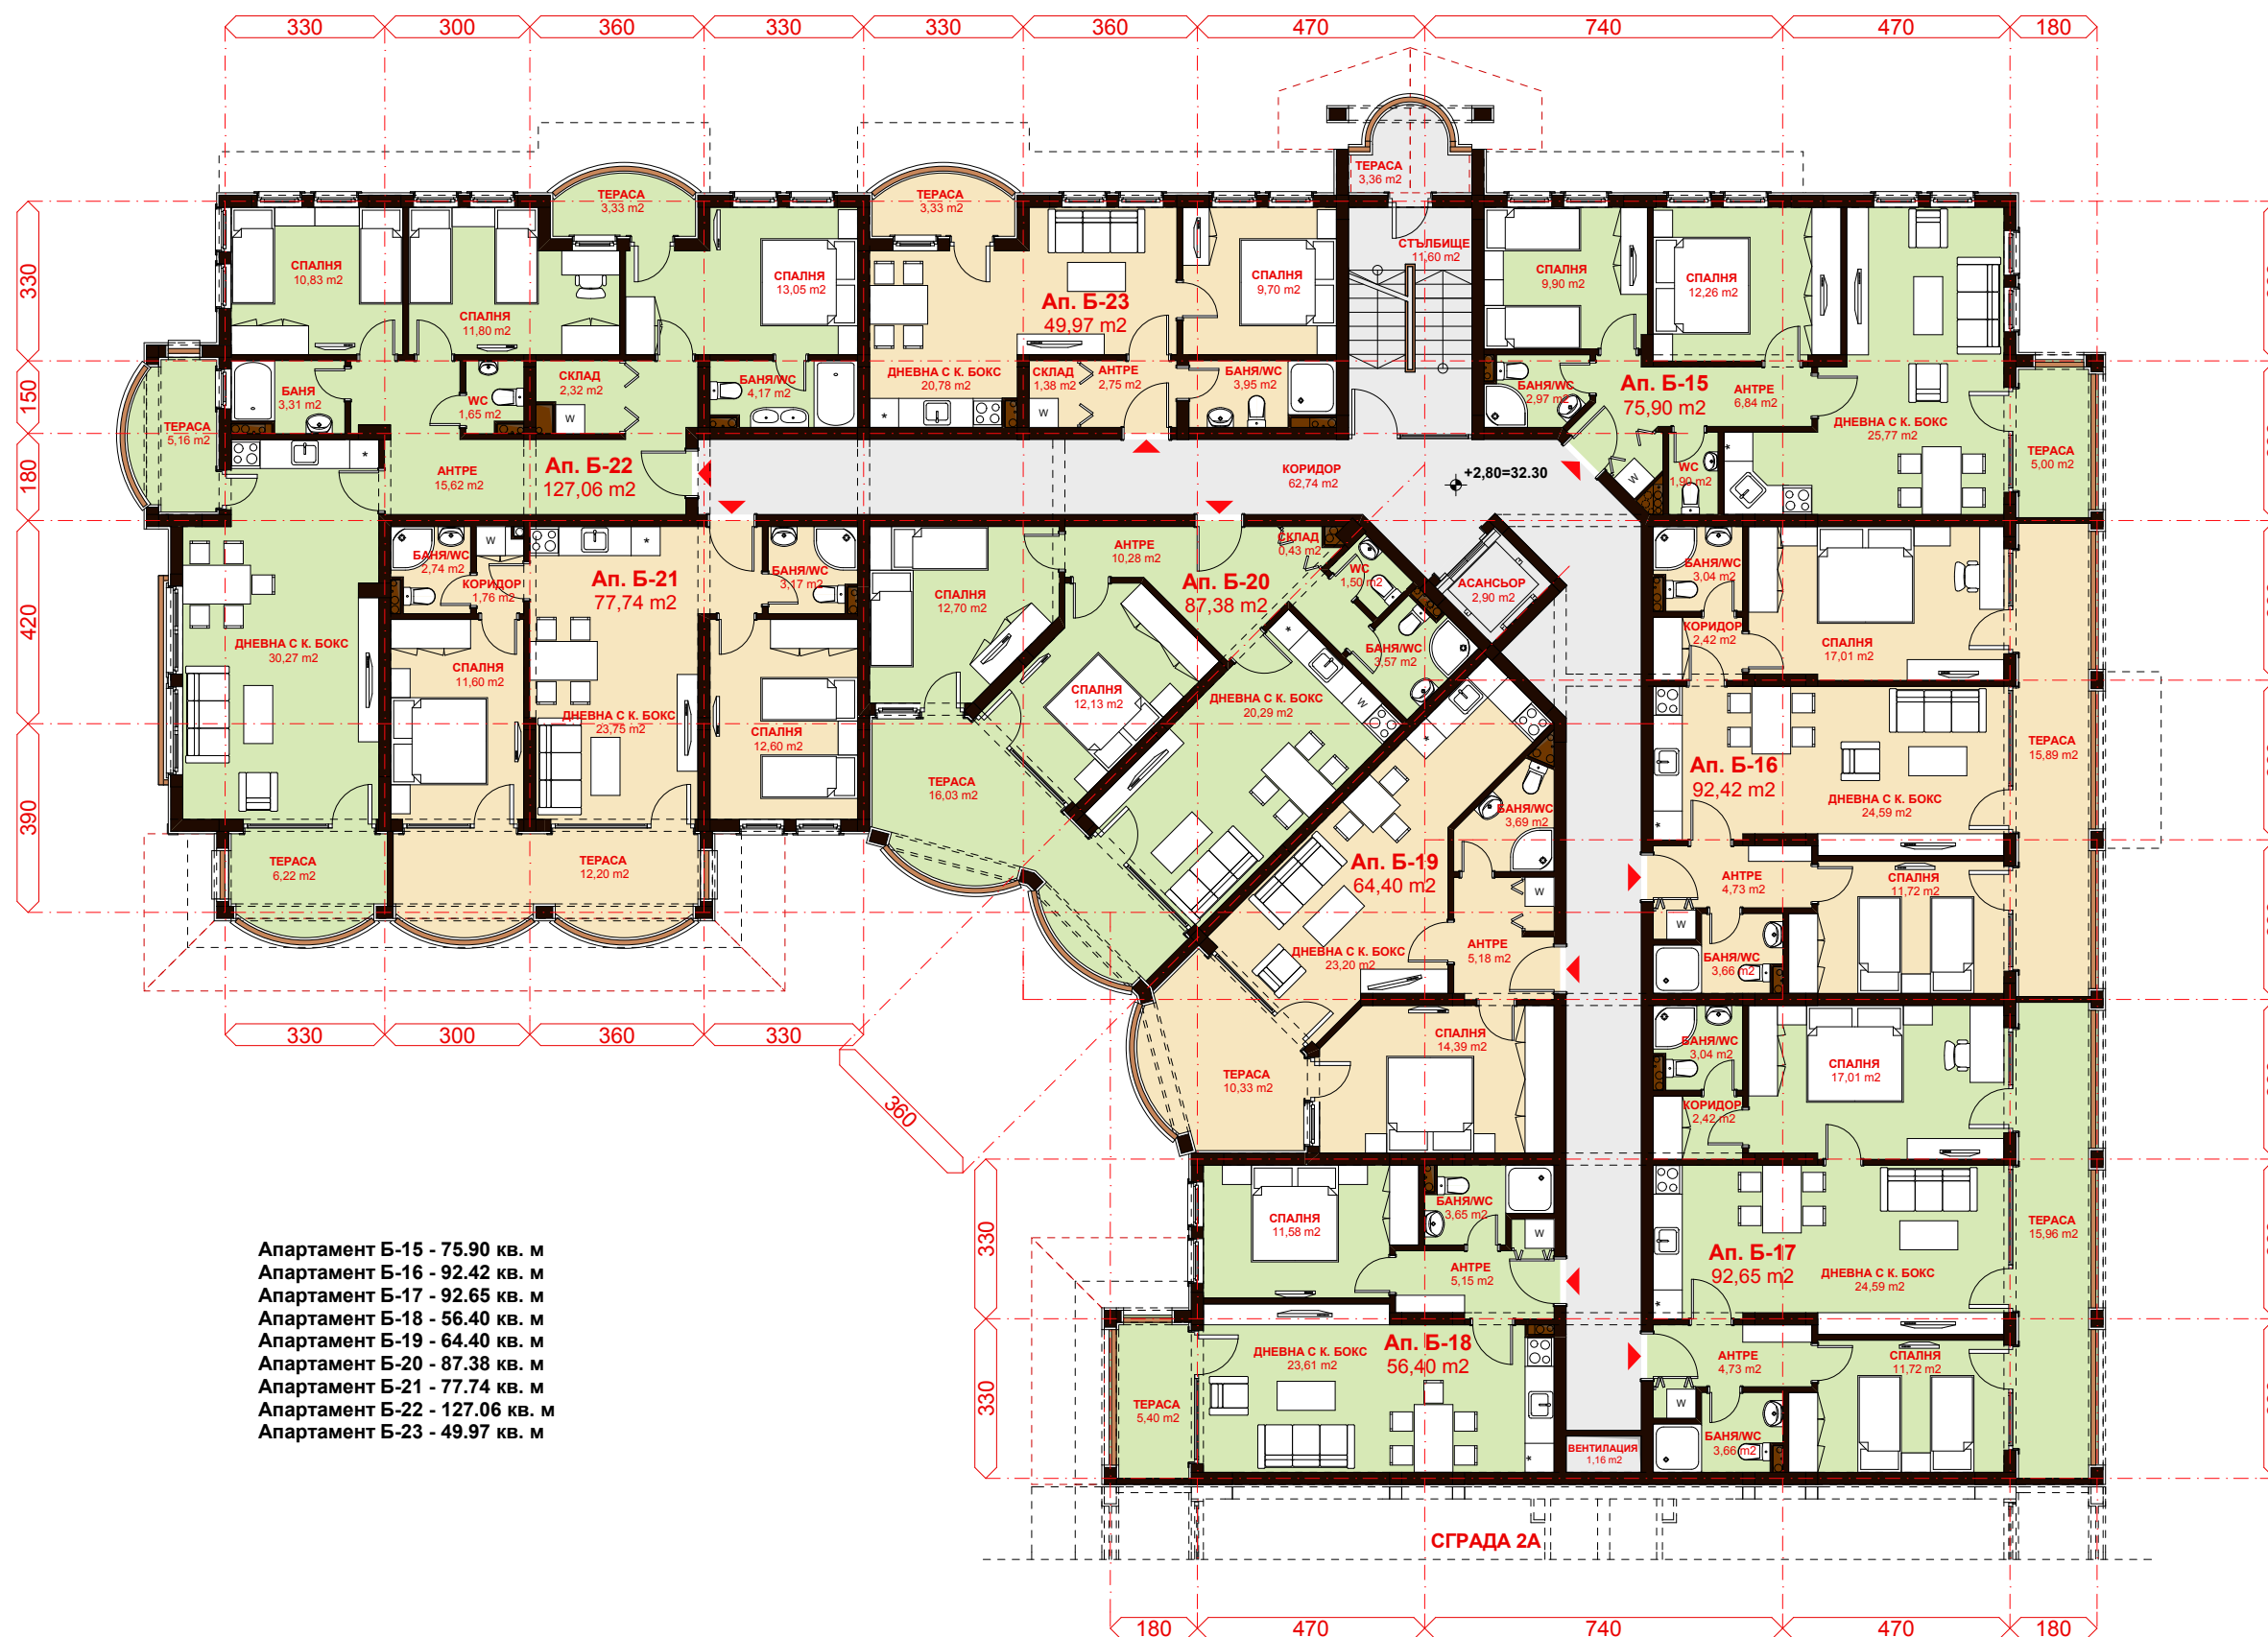 330 300 360 330 330 360 470 740 470 180
ТЕРАСА
3,36 m2
ТЕРАСА
3,33 m2
ТЕРАСА
3,33 m2
330
150
180
420
390
СПАЛНЯ
10,83 m2
СПАЛНЯ
11,80 m2
СПАЛНЯ
13,05 m2
Ап. Б-23
49,97 m2
СПАЛНЯ
9,70 m2
СТЪЛБИЩЕ
11,60 m2
СПАЛНЯ
9,90 m2
СПАЛНЯ
12,26 m2
БАНЯ
3,31 m2
WC
1,65 m2
СКЛАД
2,32 m2
W
БАНЯ/WC
4,17 m2
ДНЕВНА С К. БОКС
20,78 m2
*
СКЛАД
1,38 m2
W
АНТРЕ
2,75 m2
БАНЯ/WC
3,95 m2
БАНЯ/WC
2,97 m2
Ап. Б-15
75,90 m2
АНТРЕ
6,84 m2
ДНЕВНА С К. БОКС
25,77 m2
ТЕРАСА
5,16 m2
*
АНТРЕ
15,62 m2
Ап. Б-22
127,06 m2
КОРИДОР
62,74 m2
+2,80=32.30
W
WC
1,90 m2
*
ТЕРАСА
5,00 m2
БАНЯ/WC
2,74 m2
W
КОРИДОР
1,76 m2
*
Ап. Б-21
77,74 m2
БАНЯ/WC
3,17 m2
СПАЛНЯ
12,70 m2
АНТРЕ
10,28 m2
Ап. Б-20
87,38 m2
СКЛАД
0,43 m2
WC
1,50 m2
АСАНСЬОР
2,90 m2
БАНЯ/WC
3,04 m2
КОРИДОР
2,42 m2
СПАЛНЯ
17,01 m2
ДНЕВНА С К. БОКС
30,27 m2
СПАЛНЯ
11,60 m2
ДНЕВНА С К. БОКС
23,75 m2
СПАЛНЯ
12,60 m2
СПАЛНЯ
12,13 m2
*
БАНЯ/WC
3,57 m2
ДНЕВНА С К. БОКС
20,29 m2
W
*
ТЕРАСА
16,03 m2
Ап. Б-16
92,42 m2
ДНЕВНА С К. БОКС
24,59 m2
*
ТЕРАСА
15,89 m2
БАНЯ/WC
3,69 m2
Ап. Б-19
64,40 m2
ТЕРАСА
6,22 m2
ТЕРАСА
12,20 m2
W
АНТРЕ
4,73 m2
СПАЛНЯ
11,72 m2
W
ДНЕВНА С К. БОКС
23,20 m2
АНТРЕ
5,18 m2
БАНЯ/WC
3,66 m2
330 300 360 330
360
ТЕРАСА
10,33 m2
СПАЛНЯ
14,39 m2
БАНЯ/WC
3,04 m2
КОРИДОР
2,42 m2
СПАЛНЯ
17,01 m2
330
330
СПАЛНЯ
11,58 m2
БАНЯ/WC
3,65 m2
W
АНТРЕ
5,15 m2
Ап. Б-17
92,65 m2
ДНЕВНА С К. БОКС
24,59 m2
*
ТЕРАСА
15,96 m2
Апартамент Б-15 - 75.90 кв. м
Апартамент Б-16 - 92.42 кв. м
Апартамент Б-17 - 92.65 кв. м
Апартамент Б-18 - 56.40 кв. м
Апартамент Б-19 - 64.40 кв. м
Апартамент Б-20 - 87.38 кв. м
Апартамент Б-21 - 77.74 кв. м
Апартамент Б-22 - 127.06 кв. м
Апартамент Б-23 - 49.97 кв. м
ДНЕВНА С К. БОКС
23,61 m2
Ап. Б-18
56,40 m2
АНТРЕ
4,73 m2
СПАЛНЯ
11,72 m2
W
ТЕРАСА
5,40 m2
*
ВЕНТИЛАЦИЯ
1,16 m2
БАНЯ/WC
3,66 m2
СГРАДА 2А
180 470 740 470 180